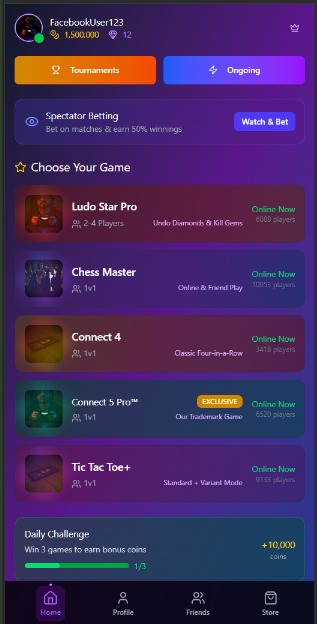 FacebookUser123
1,500,000 12
Tournaments
Ongoing
Spectator Betting
Bet on matches & earn 50% winnings
Watch & Bet
Choose Your Game
Ludo Star Pro
2-4 Players
Undo Diamonds & Kill Gems
Online Now
6089 players
Chess Master
1v1
Online & Friend Play
Online Now
10053 players
Connect 4
1v1
Classic Four-in-a-Row
Online Now
3418 players
Connect 5 Pro™
1v1
EXCLUSIVE
Our Trademark Game
Online Now
6520 players
Tic Tac Toe+
1v1
Standard + Variant Mode
Online Now
9133 players
Daily Challenge
Win 3 games to earn bonus coins
1/3
+10,000
coins
Home
Profile
Friends
Store